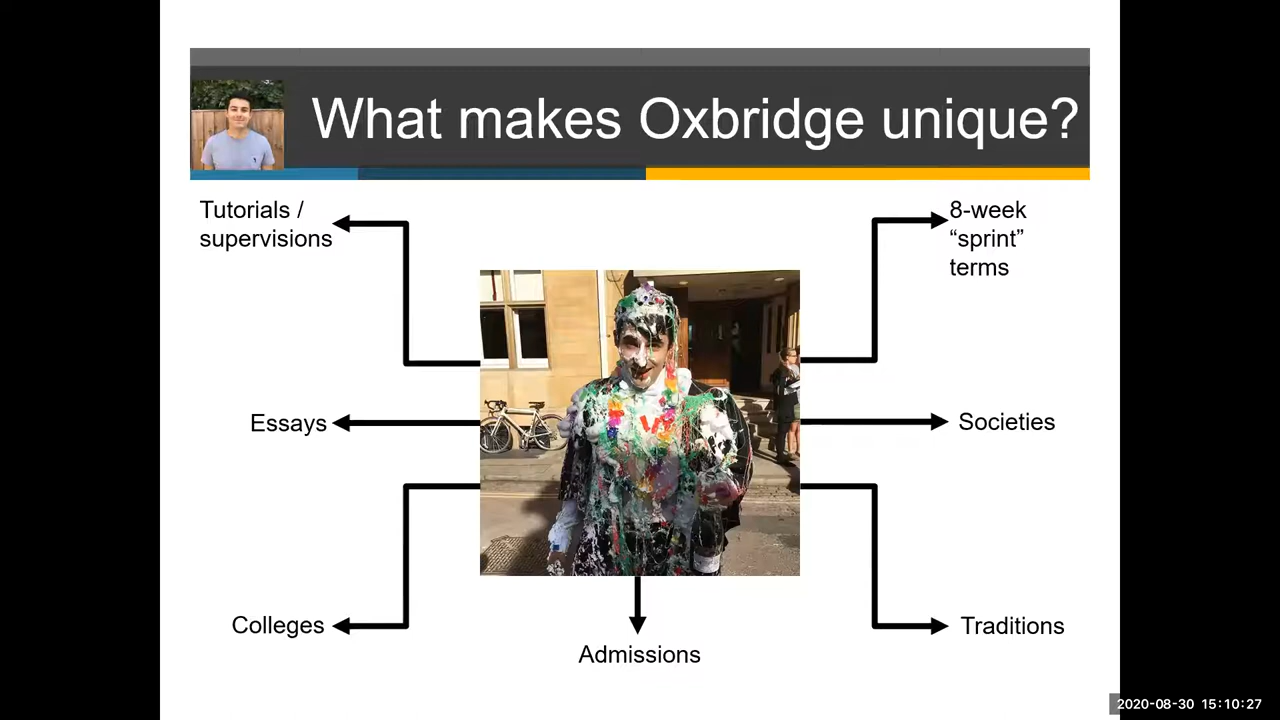 What makes Oxbridge unique?
Tutorials /
supervisions
8-week
“sprint”
terms
Essays
Societies
Colleges
Traditions
Admissions
2020-08-30 15:10:27